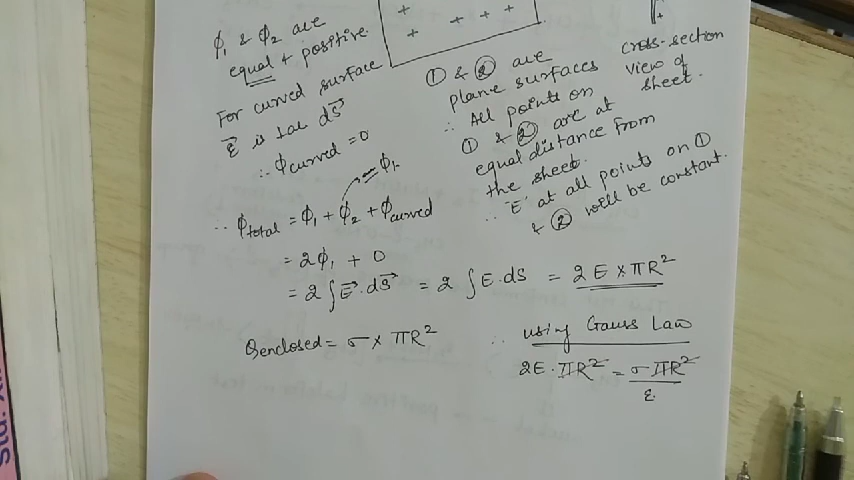 ϕ₁ & ϕ₂ are
equal + positive.
For curved surface
E⃗ is ⊥ar dS⃗
∴ ϕcurved = 0
→ ϕ₁.
∴ ϕtotal = ϕ₁ + ϕ₂ + ϕcurved
= 2ϕ₁ + 0
= 2∫E⃗.dS⃗ = 2∫E.dS = 2E×πR²
qenclosed = σ × πR²
+
+ + + +
① & ② are
plane surfaces
∴ All points on
① & ② are at
equal distance from
the sheet.
∴ "E" at all points on ①
& ② will be constant.
+
cross-section
view of
sheet.
∴ using Gauss Law
2E.πR² = σπR²
ε
Std.